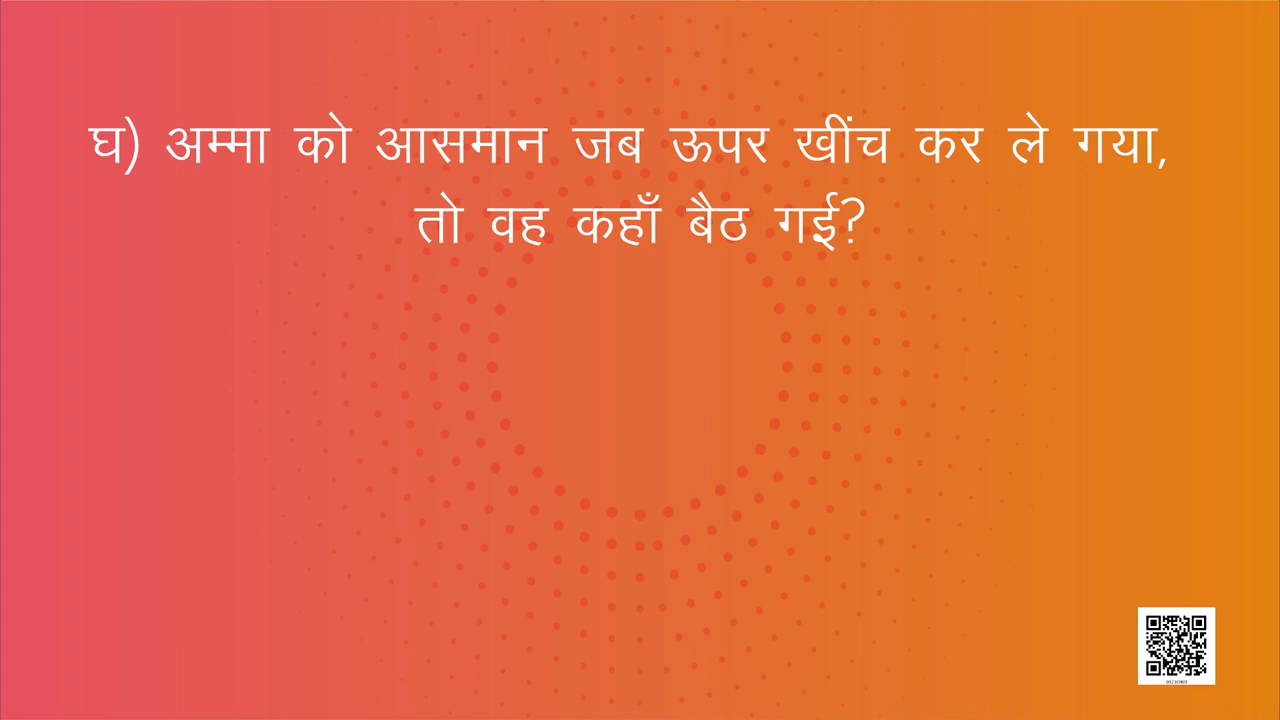 घ) अम्मा को आसमान जब ऊपर खींच कर ले गया,
तो वह कहाँ बैठ गई?